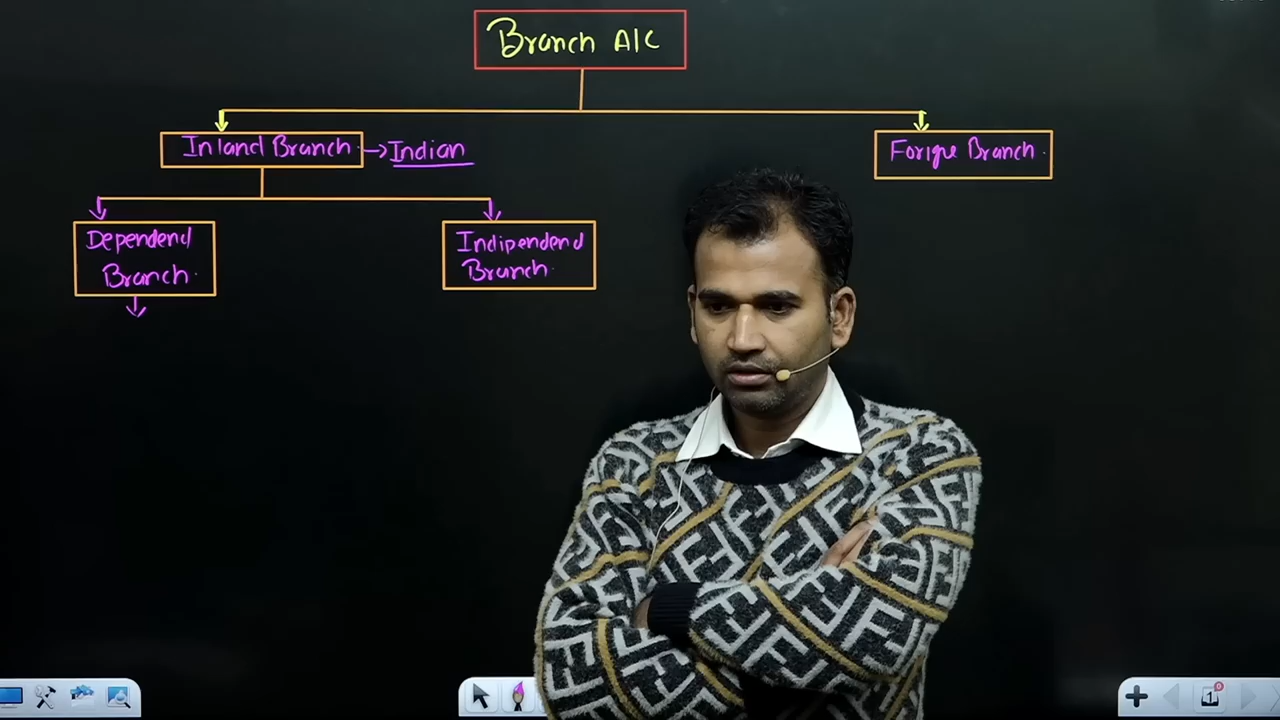 Branch A/C
Inland Branch
Indian
Forige Branch
Dependend
Branch
Indipendend
Branch